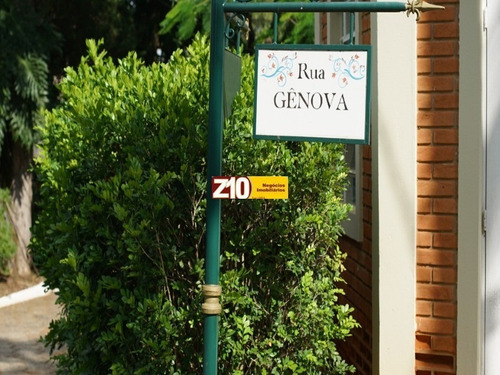 Rua
GÊNOVA
Z10
Negócios
Imobiliários